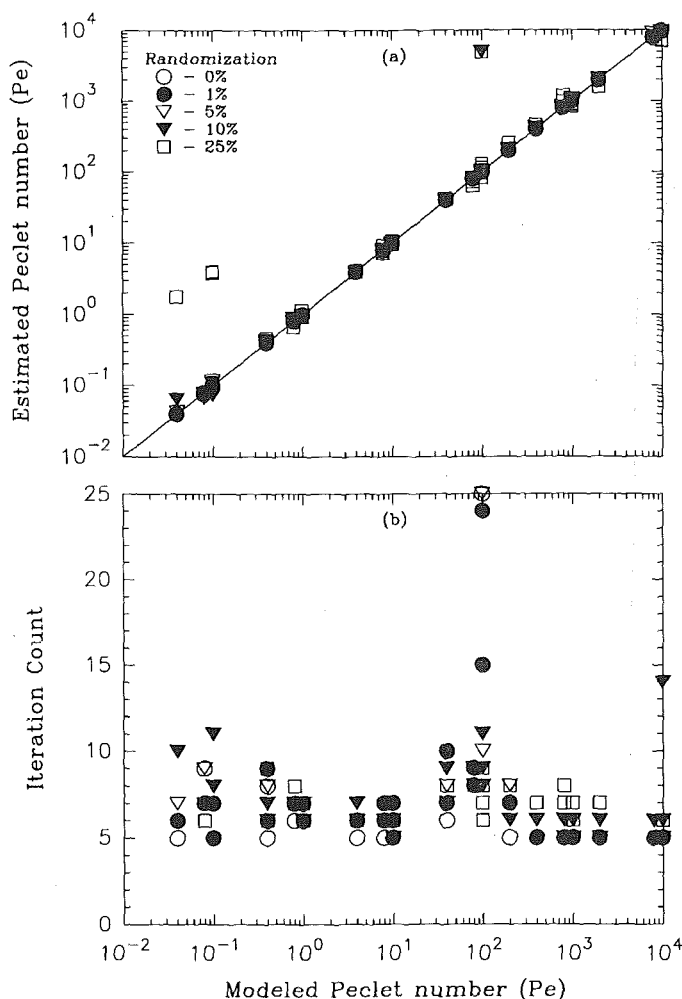 10^4
10^3
10^2
10^1
10^0
10^-1
10^-2
Estimated Peclet number (Pe)
(a)
Randomization
○ – 0%
● – 1%
▽ – 5%
▼ – 10%
□ – 25%
25
20
15
10
5
0
Iteration Count
(b)
10^-2 10^-1 10^0 10^1 10^2 10^3 10^4
Modeled Peclet number (Pe)